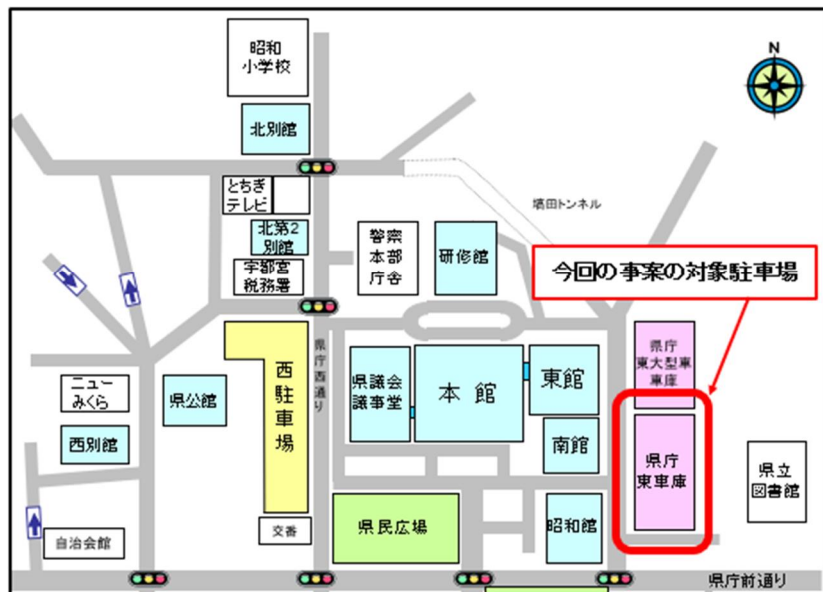 昭和
小学校
N
北別館
とちぎ
テレビ
塙田トンネル
北第2
別館
警察
本部
庁舎
研修館
宇都宮
税務署
今回の事案の対象駐車場
県庁西通り
西駐車場
県庁
東大型車
車庫
県議会
議事堂
本館
東館
ニュー
みくら
県公館
西別館
南館
県庁
東車庫
県立
図書館
県民広場
昭和館
交番
自治会館
県庁前通り